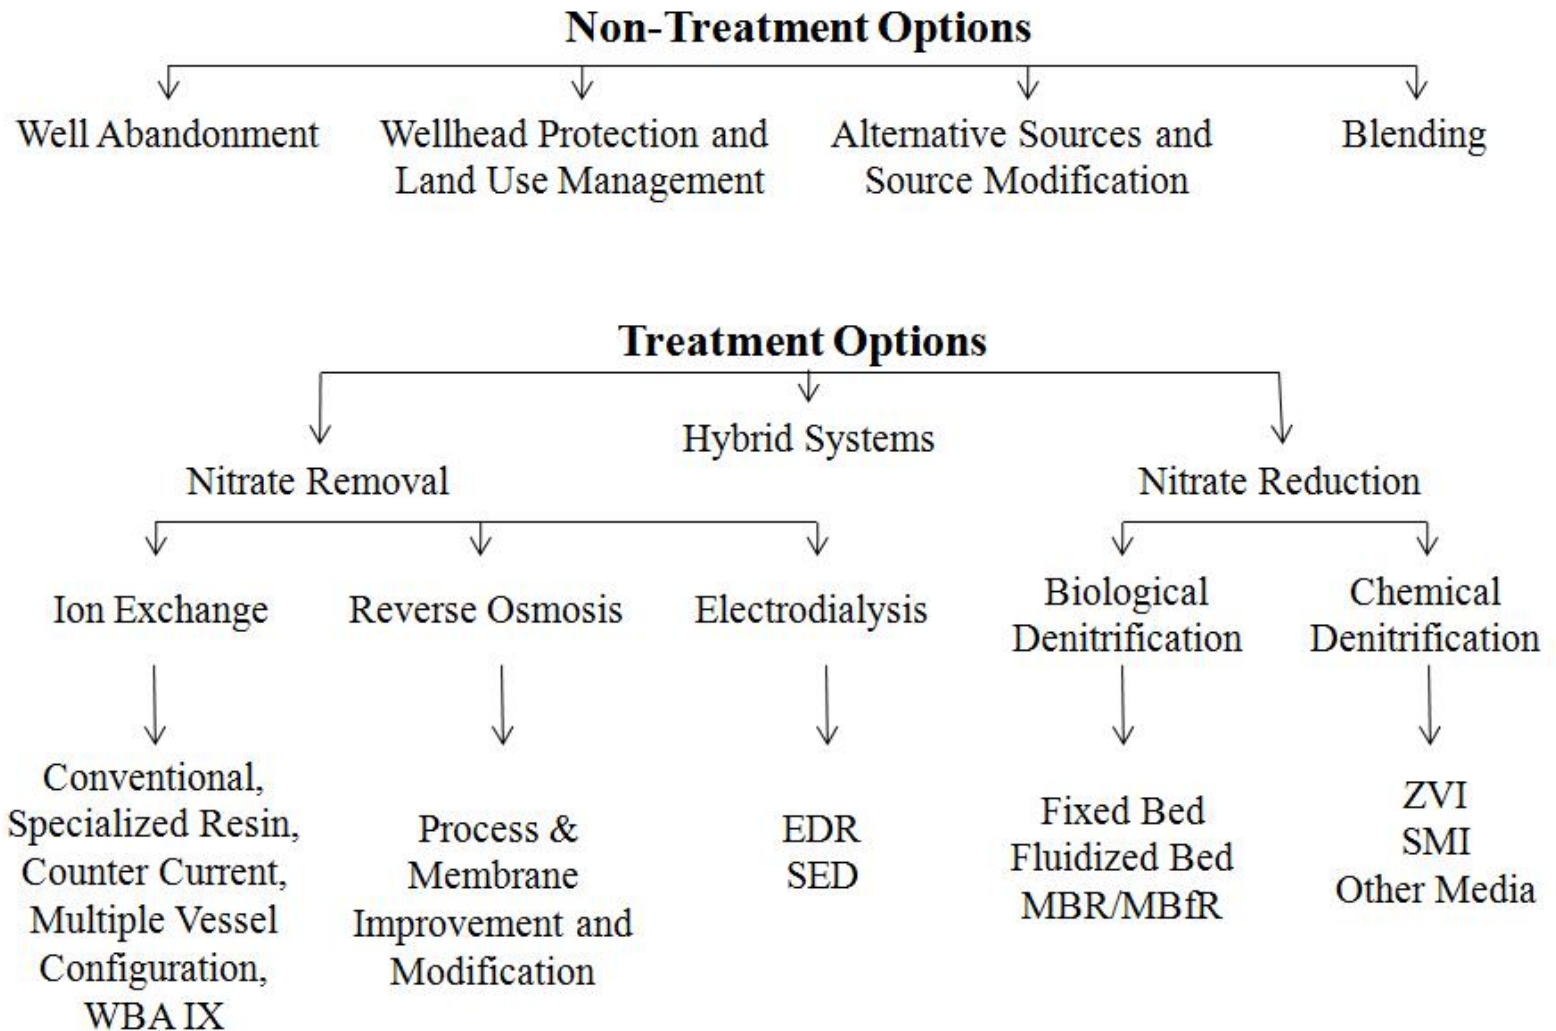 Non-Treatment Options
Well Abandonment
Wellhead Protection and
Land Use Management
Alternative Sources and
Source Modification
Blending
Treatment Options
Hybrid Systems
Nitrate Removal
Nitrate Reduction
Ion Exchange
Reverse Osmosis
Electrodialysis
Biological
Denitrification
Chemical
Denitrification
Conventional,
Specialized Resin,
Counter Current,
Multiple Vessel
Configuration,
WBA IX
Process &
Membrane
Improvement and
Modification
EDR
SED
Fixed Bed
Fluidized Bed
MBR/MBfR
ZVI
SMI
Other Media